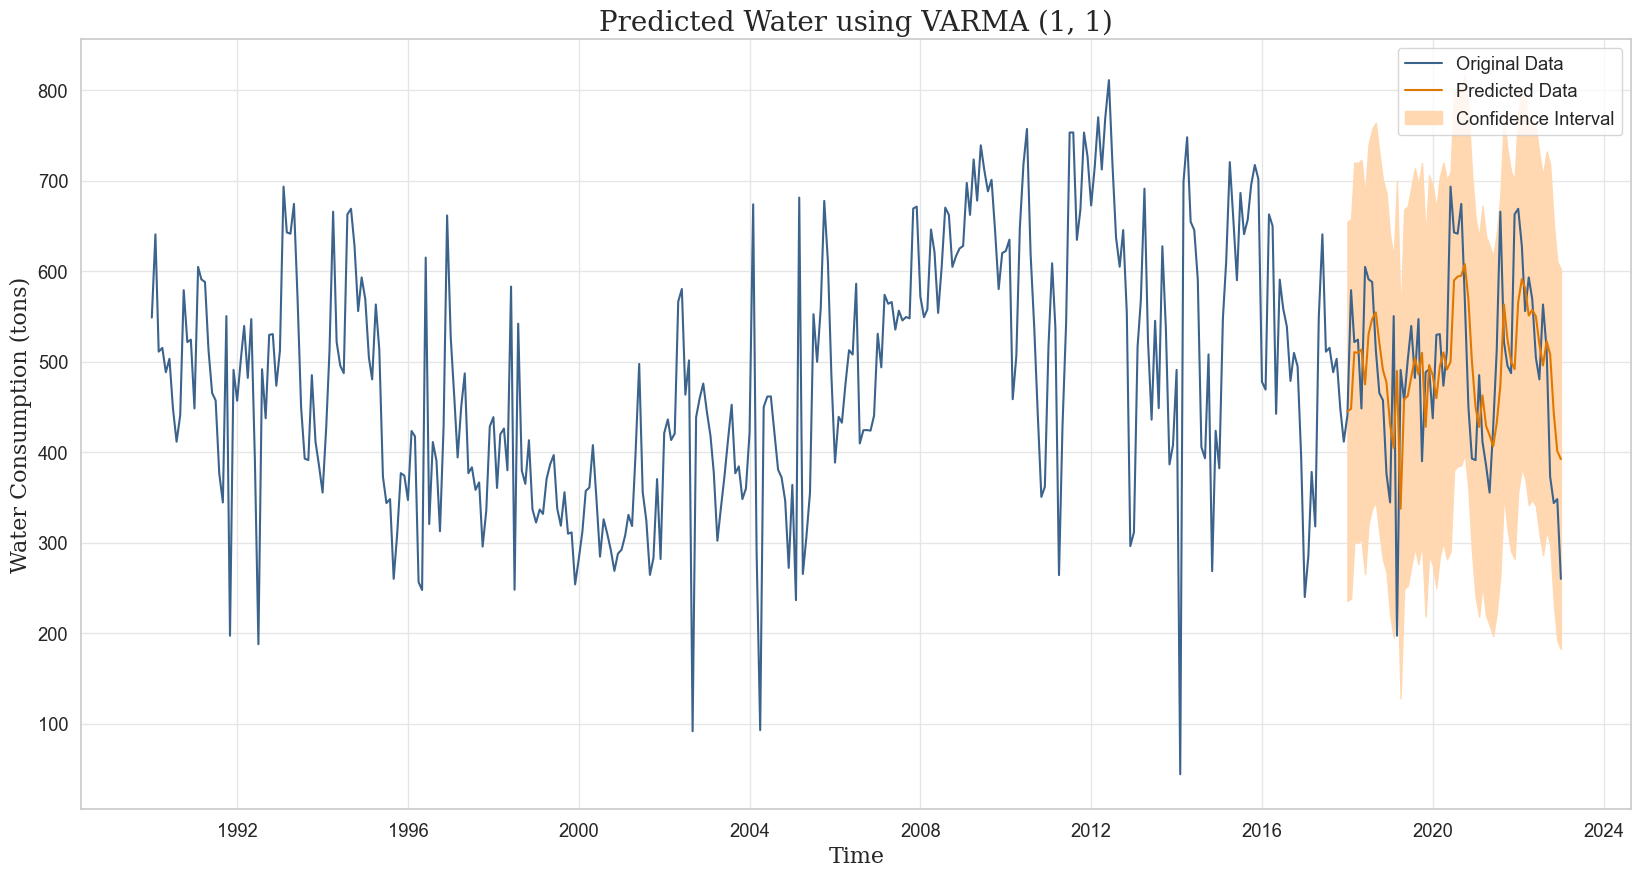 Predicted Water using VARMA (1, 1)
Original Data
Predicted Data
Confidence Interval
Water Consumption (tons)
800
700
600
500
400
300
200
100
1992 1996 2000 2004 2008 2012 2016 2020 2024
Time